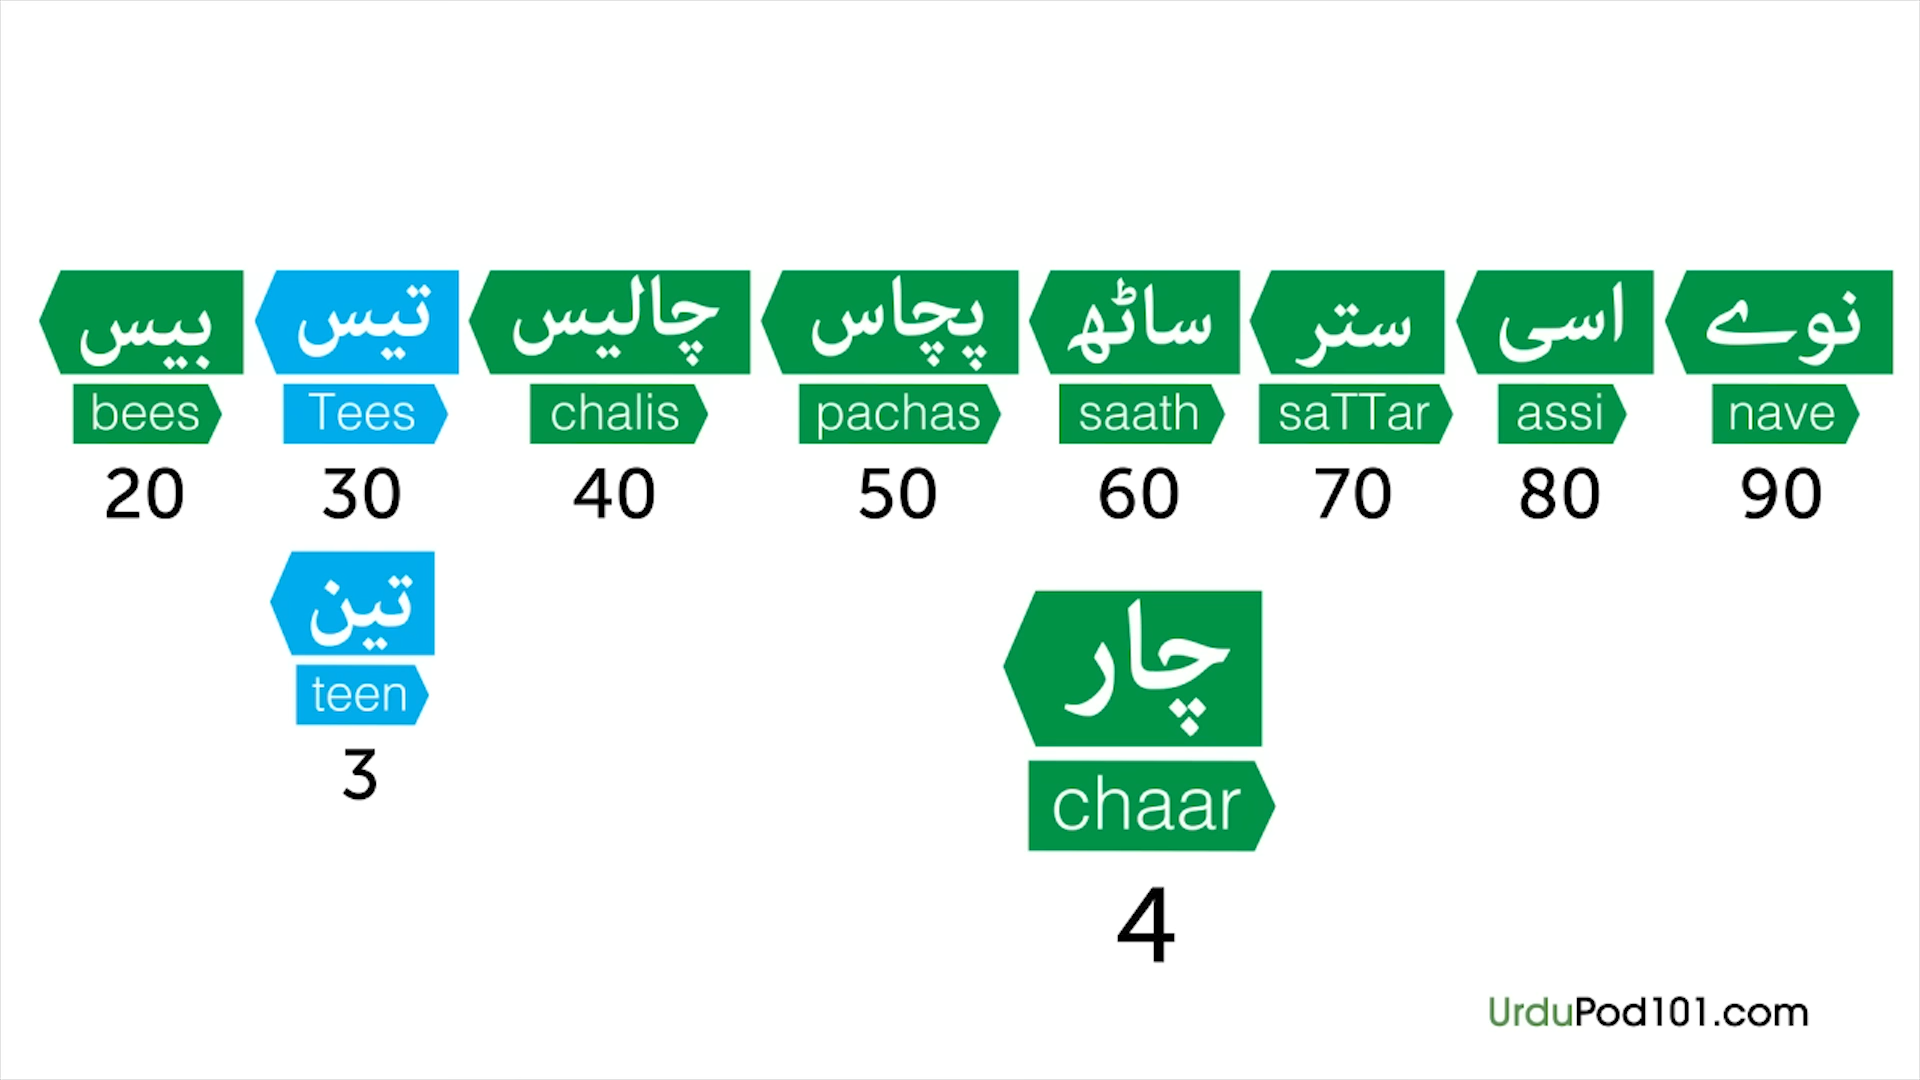 بیس تیس چالیس پچاس ساٹھ ستر اسی نوے
bees Tees chalis pachas saath saTTar assi nave
20 30 40 50 60 70 80 90
تین
teen
3
چار
chaar
4
UrduPod101.com